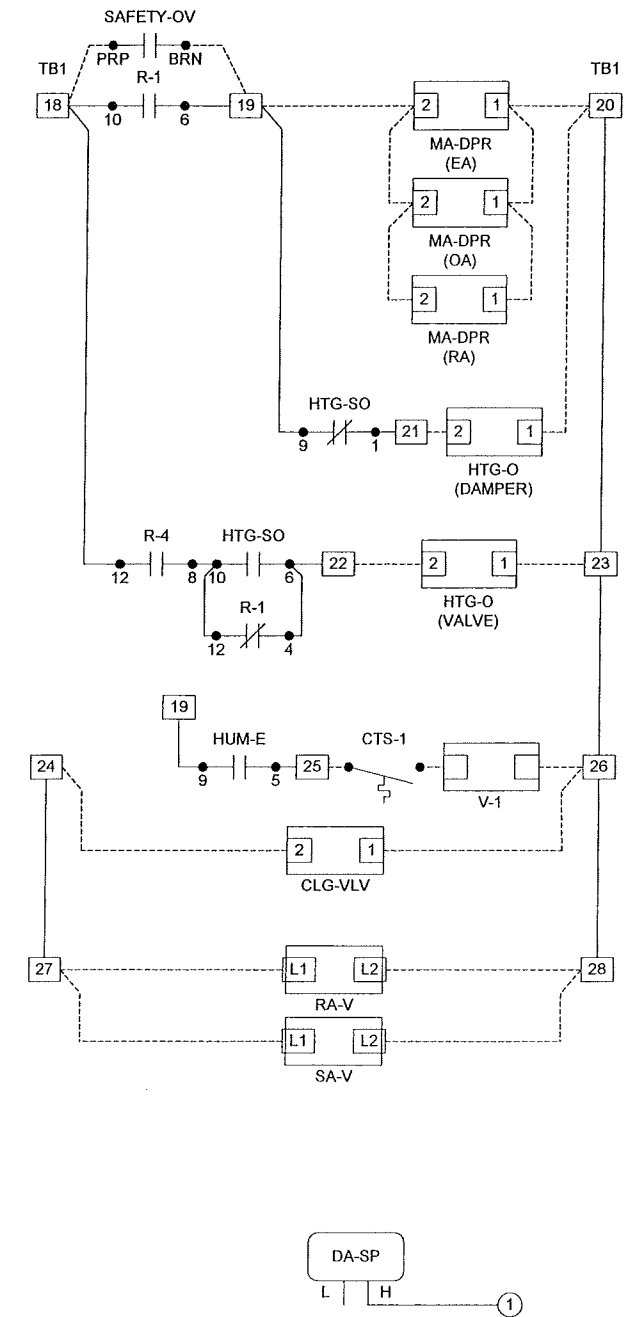 SAFETY-OV
PRP BRN
TB1 R-1 TB1
18 10 6 19 2 1 20
MA-DPR
(EA)
2 1
MA-DPR
(OA)
2 1
MA-DPR
(RA)
HTG-SO
9 1 21 2 1
HTG-O
(DAMPER)
R-4 HTG-SO
12 8 10 6 22 2 1 23
HTG-O
(VALVE)
R-1
12 4
19
HUM-E CTS-1
24 9 5 25 26
V-1
2 1
CLG-VLV
27 L1 L2 28
RA-V
L1 L2
SA-V
DA-SP
L H
1